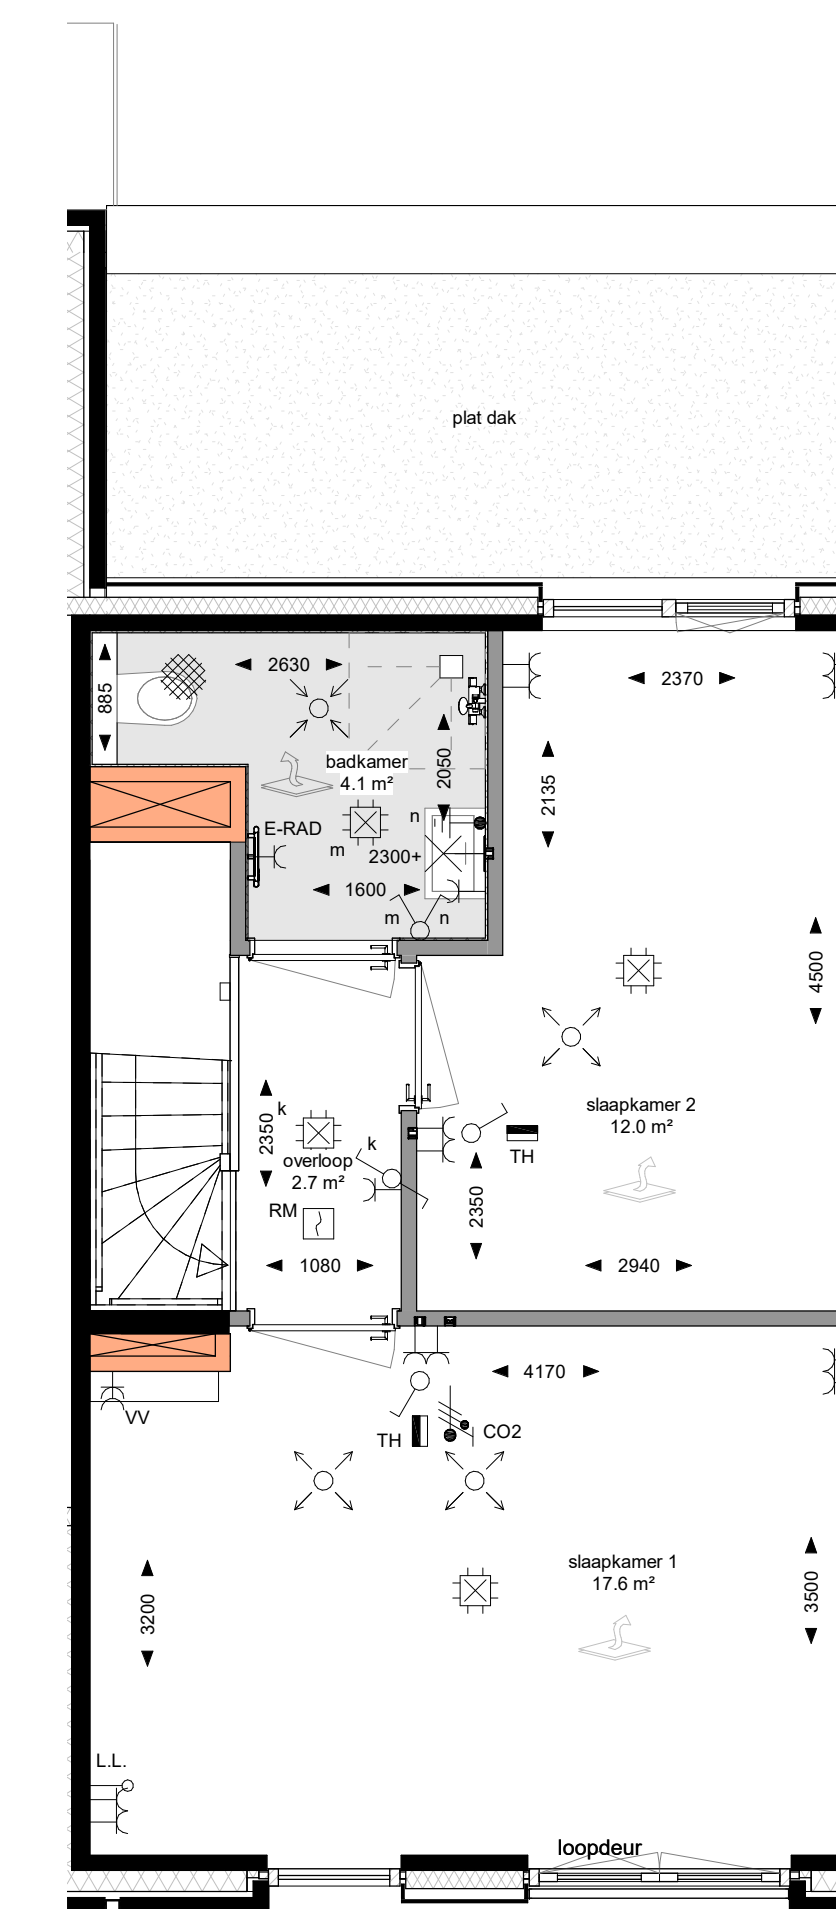 plat dak
2630
2370
885
badkamer
4.1 m²
2050
2135
n
E-RAD
m
2300+
1600
m
n
4500
slaapkamer 2
12.0 m²
k
2350
k
overloop
2.7 m²
TH
RM
2350
1080
2940
4170
VV
TH
CO2
slaapkamer 1
17.6 m²
3200
3500
L.L.
loopdeur